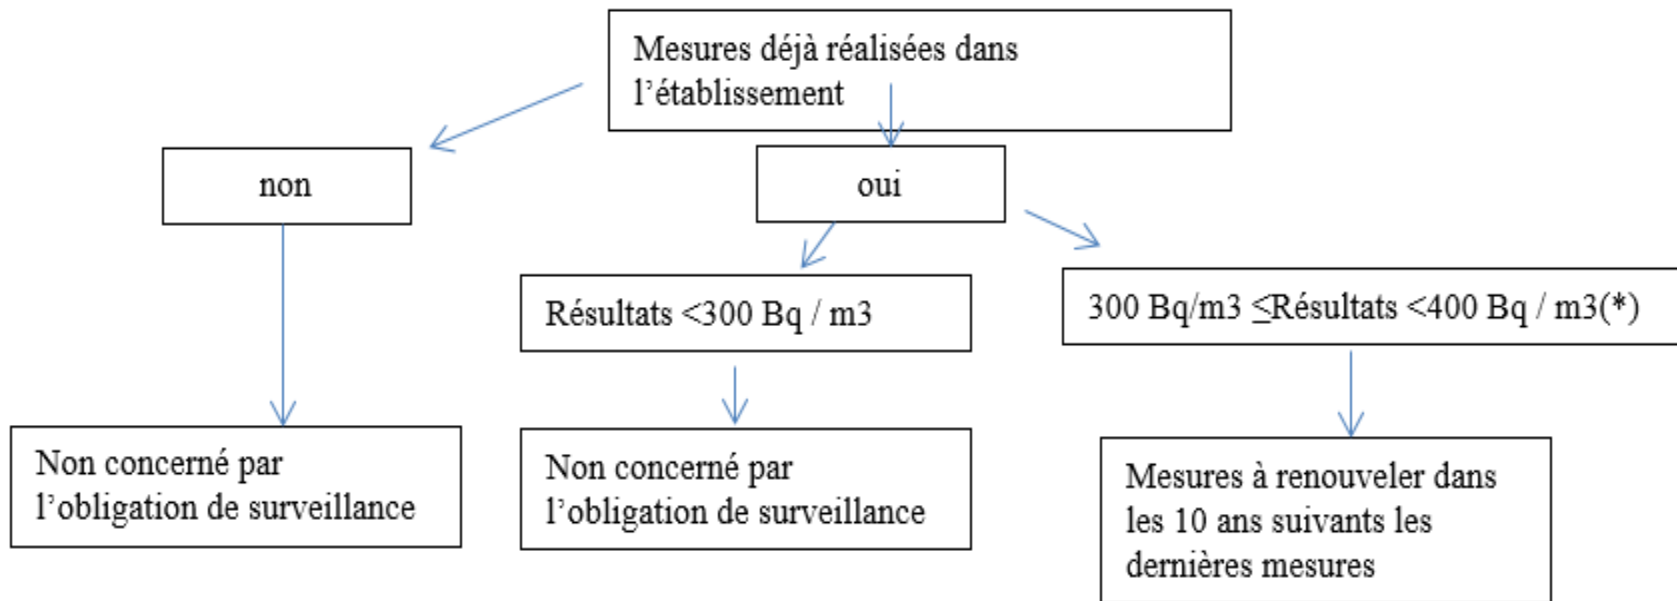 Mesures déjà réalisées dans
l’établissement
non
oui
Résultats <300 Bq / m3
300 Bq/m3 ≤Résultats <400 Bq / m3(*)
Non concerné par
l’obligation de surveillance
Non concerné par
l’obligation de surveillance
Mesures à renouveler dans
les 10 ans suivants les
dernières mesures